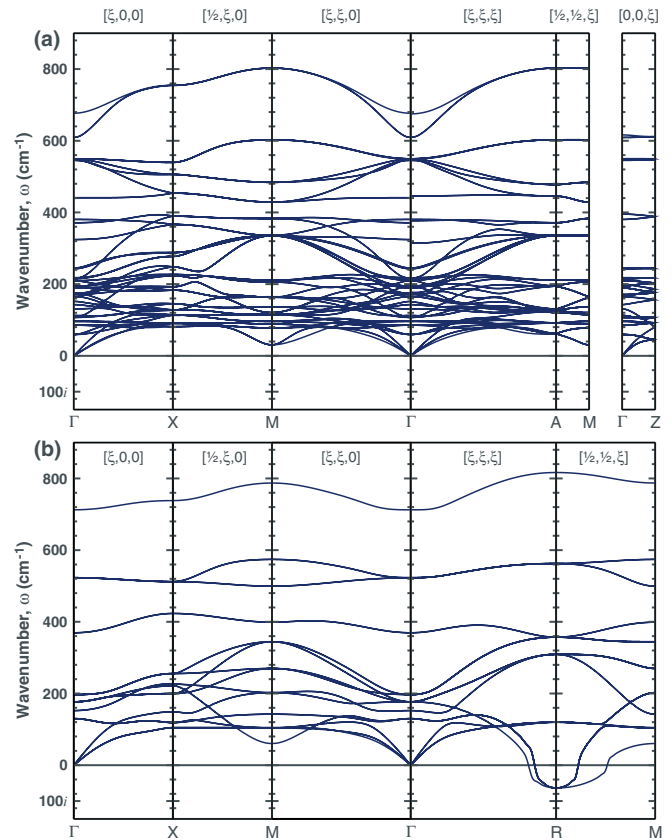 [ξ,0,0] [½,ξ,0] [ξ,ξ,0] [ξ,ξ,ξ] [½,½,ξ] [0,0,ξ]
(a)
800
600
400
200
0
100i
Wavenumber, ω (cm⁻¹)
Γ X M Γ A M Γ Z
(b)
[ξ,0,0] [½,ξ,0] [ξ,ξ,0] [ξ,ξ,ξ] [½,½,ξ]
800
600
400
200
0
100i
Wavenumber, ω (cm⁻¹)
Γ X M Γ R M